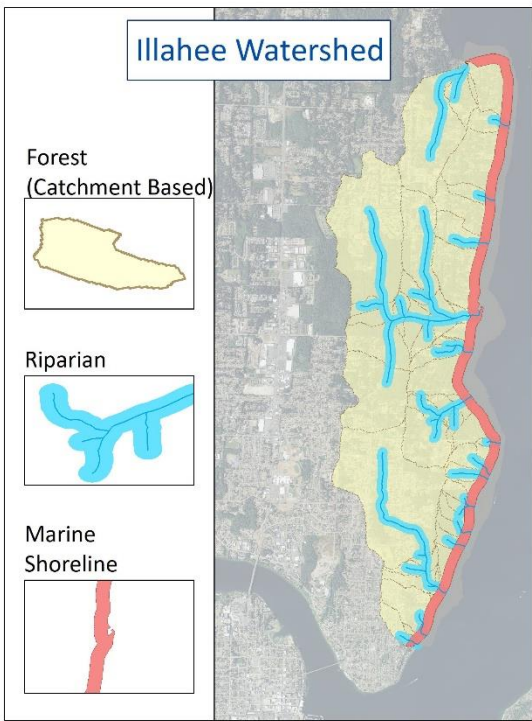 Illahee Watershed
Forest
(Catchment Based)
Riparian
Marine
Shoreline